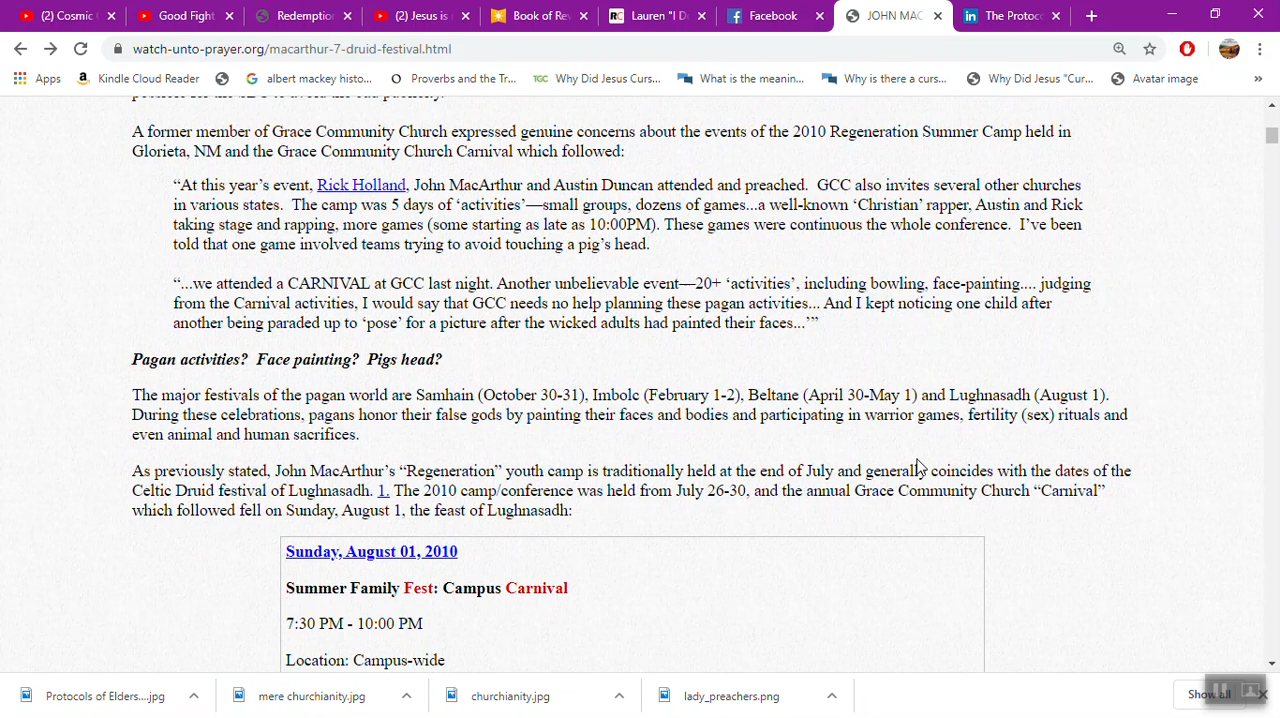 (2) Cosmic
Good Fight
Redemption
(2) Jesus is
Book of Re
Lauren "I D
Facebook
JOHN MAC
The Protoc
watch-unto-prayer.org/macarthur-7-druid-festival.html
Apps
Kindle Cloud Reader
albert mackey histo...
Proverbs and the Tr...
TGC
Why Did Jesus Curs...
What is the meanin...
Why is there a curs...
Why Did Jesus "Cur...
Avatar image
»
A former member of Grace Community Church expressed genuine concerns about the events of the 2010 Regeneration Summer Camp held in
Glorieta, NM and the Grace Community Church Carnival which followed:
“At this year’s event, Rick Holland, John MacArthur and Austin Duncan attended and preached.  GCC also invites several other churches
in various states.  The camp was 5 days of ‘activities’—small groups, dozens of games...a well-known ‘Christian’ rapper, Austin and Rick
taking stage and rapping, more games (some starting as late as 10:00PM). These games were continuous the whole conference.  I’ve been
told that one game involved teams trying to avoid touching a pig’s head.
“...we attended a CARNIVAL at GCC last night. Another unbelievable event—20+ ‘activities’, including bowling, face-painting.... judging
from the Carnival activities, I would say that GCC needs no help planning these pagan activities... And I kept noticing one child after
another being paraded up to ‘pose’ for a picture after the wicked adults had painted their faces...’”
Pagan activities?  Face painting?  Pigs head?
The major festivals of the pagan world are Samhain (October 30-31), Imbolc (February 1-2), Beltane (April 30-May 1) and Lughnasadh (August 1).
During these celebrations, pagans honor their false gods by painting their faces and bodies and participating in warrior games, fertility (sex) rituals and
even animal and human sacrifices.
As previously stated, John MacArthur’s “Regeneration” youth camp is traditionally held at the end of July and generally coincides with the dates of the
Celtic Druid festival of Lughnasadh. 1. The 2010 camp/conference was held from July 26-30, and the annual Grace Community Church “Carnival”
which followed fell on Sunday, August 1, the feast of Lughnasadh:
Sunday, August 01, 2010
Summer Family Fest: Campus Carnival
7:30 PM - 10:00 PM
Location: Campus-wide
Protocols of Elders....jpg
mere churchianity.jpg
churchianity.jpg
lady_preachers.png
Show all